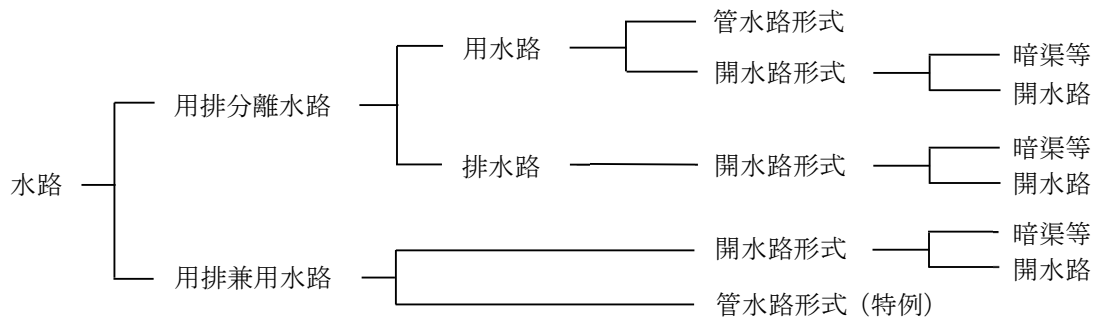 管水路形式
用水路
開水路形式
暗渠等
開水路
用排分離水路
排水路
開水路形式
暗渠等
開水路
水路
用排兼用水路
開水路形式
暗渠等
開水路
管水路形式（特例）